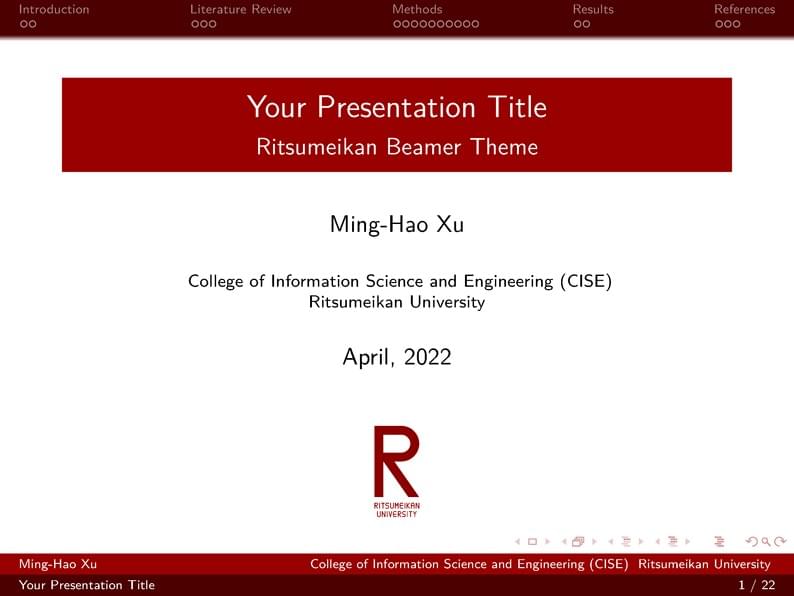 Introduction Literature Review Methods Results References
Your Presentation Title
Ritsumeikan Beamer Theme
Ming-Hao Xu
College of Information Science and Engineering (CISE)
Ritsumeikan University
April, 2022
R
RITSUMEIKAN
UNIVERSITY
Ming-Hao Xu College of Information Science and Engineering (CISE) Ritsumeikan University
Your Presentation Title 1 / 22